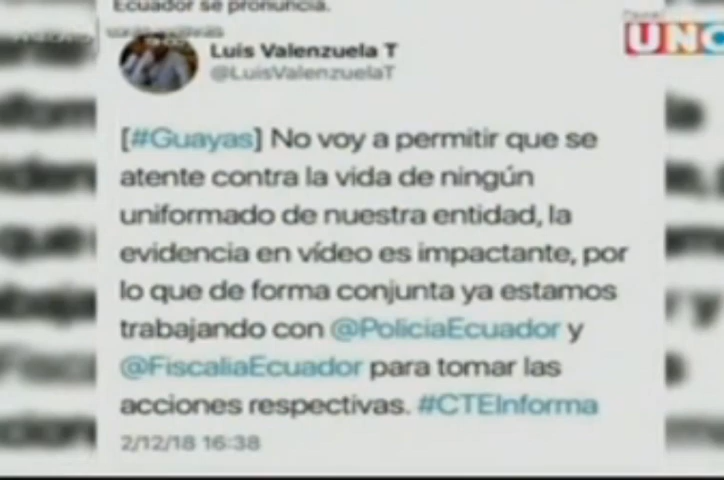 Ecuador se pronuncia.
Luis Valenzuela T
@LuisValenzuelaT
UNO
[#Guayas] No voy a permitir que se
atente contra la vida de ningún
uniformado de nuestra entidad, la
evidencia en vídeo es impactante, por
lo que de forma conjunta ya estamos
trabajando con @PoliciaEcuador y
@FiscaliaEcuador para tomar las
acciones respectivas. #CTEInforma
2/12/18 16:38